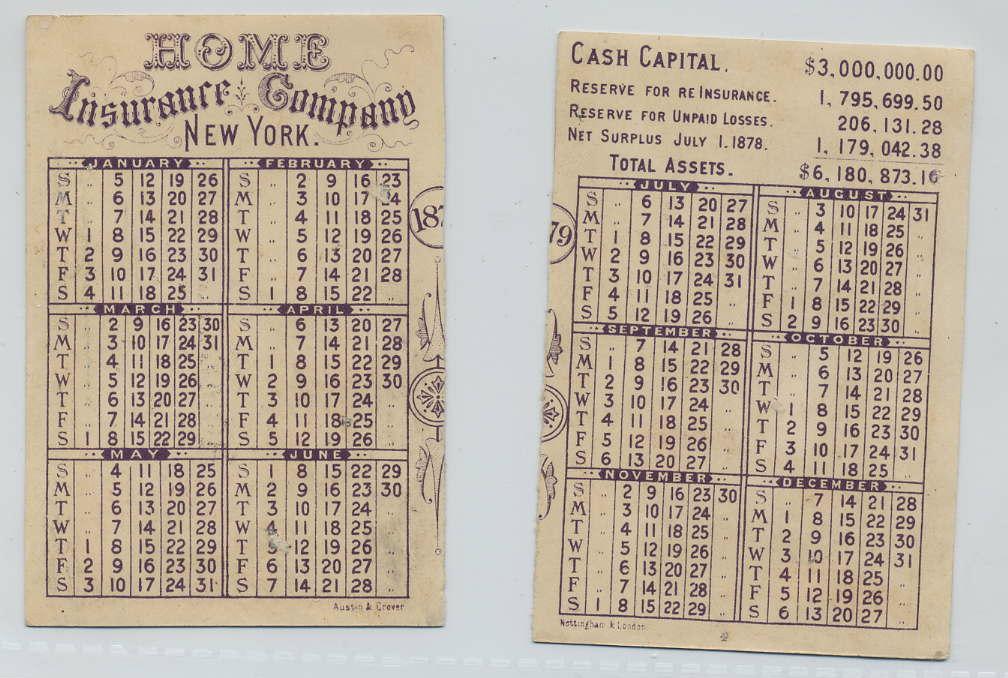 HOME
Insurance Company
NEW YORK.
JANUARY
S 5 12 19 26
M 6 13 20 27
T 7 14 21 28
W 1 8 15 22 29
T 2 9 16 23 30
F 3 10 17 24 31
S 4 11 18 25
FEBRUARY
S 2 9 16 23
M 3 10 17 24
T 4 11 18 25
W 5 12 19 26
T 6 13 20 27
F 7 14 21 28
S 1 8 15 22
187
MARCH
S 2 9 16 23 30
M 3 10 17 24 31
T 4 11 18 25
W 5 12 19 26
T 6 13 20 27
F 7 14 21 28
S 1 8 15 22 29
APRIL
S 6 13 20 27
M 7 14 21 28
T 1 8 15 22 29
W 2 9 16 23 30
T 3 10 17 24
F 4 11 18 25
S 5 12 19 26
MAY
S 4 11 18 25
M 5 12 19 26
T 6 13 20 27
W 7 14 21 28
T 1 8 15 22 29
F 2 9 16 23 30
S 3 10 17 24 31
JUNE
S 1 8 15 22 29
M 2 9 16 23 30
T 3 10 17 24
W 4 11 18 25
T 5 12 19 26
F 6 13 20 27
S 7 14 21 28
Austin & Grover
CASH CAPITAL. $3,000,000.00
RESERVE FOR REINSURANCE. 1,795,699.50
RESERVE FOR UNPAID LOSSES. 206,131.28
NET SURPLUS JULY 1.1878. 1,179,042.38
TOTAL ASSETS. $6,180,873.16
79
JULY
S 6 13 20 27
M 7 14 21 28
T 1 8 15 22 29
W 2 9 16 23 30
T 3 10 17 24 31
F 4 11 18 25
S 5 12 19 26
AUGUST
S 3 10 17 24 31
M 4 11 18 25
T 5 12 19 26
W 6 13 20 27
T 7 14 21 28
F 1 8 15 22 29
S 2 9 16 23 30
SEPTEMBER
S 7 14 21 28
M 1 8 15 22 29
T 2 9 16 23 30
W 3 10 17 24
T 4 11 18 25
F 5 12 19 26
S 6 13 20 27
OCTOBER
S 5 12 19 26
M 6 13 20 27
T 7 14 21 28
W 1 8 15 22 29
T 2 9 16 23 30
F 3 10 17 24 31
S 4 11 18 25
NOVEMBER
S 2 9 16 23 30
M 3 10 17 24
T 4 11 18 25
W 5 12 19 26
T 6 13 20 27
F 7 14 21 28
S 1 8 15 22 29
DECEMBER
S 7 14 21 28
M 1 8 15 22 29
T 2 9 16 23 30
W 3 10 17 24 31
T 4 11 18 25
F 5 12 19 26
S 6 13 20 27
Nottingham & London